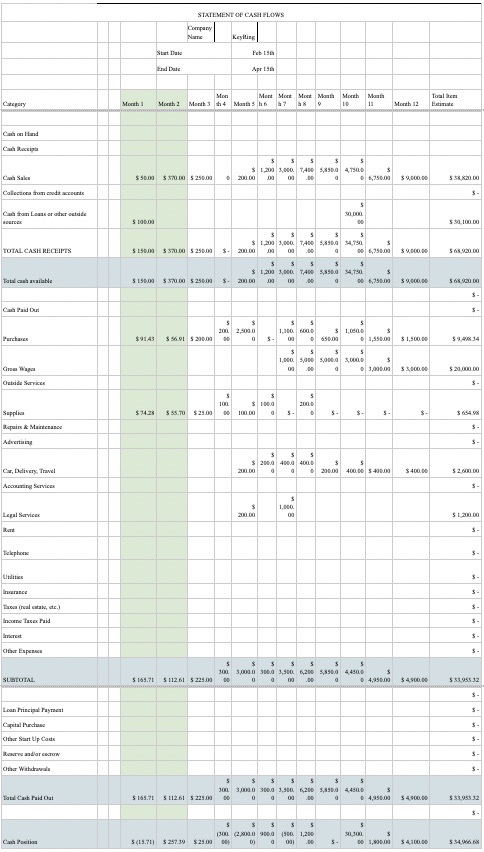 STATEMENT OF CASH FLOWS
Company Name KeyRing
Start Date Feb 15th
End Date Apr 15th
Category Month 1 Month 2 Month 3 Month 4 Month 5 Month 6 Month 7 Month 8 Month 9 Month 10 Month 11 Month 12 Total Item Estimate
Cash on Hand
Cash Receipts
Cash Sales $ 50.00 $ 370.00 $ 250.00 0 $ 200.00 $ 1,200.00 $ 3,000.00 $ 7,400.00 $ 5,850.00 $ 4,750.00 $ 6,750.00 $ 9,000.00 $ 38,820.00
Collections from credit accounts $ -
Cash from Loans or other outside sources $ 100.00 $ 30,000.00 $ 30,100.00
TOTAL CASH RECEIPTS $ 150.00 $ 370.00 $ 250.00 $ - $ 200.00 $ 1,200.00 $ 3,000.00 $ 7,400.00 $ 5,850.00 $ 34,750.00 $ 6,750.00 $ 9,000.00 $ 68,920.00
Total cash available $ 150.00 $ 370.00 $ 250.00 $ - $ 200.00 $ 1,200.00 $ 3,000.00 $ 7,400.00 $ 5,850.00 $ 34,750.00 $ 6,750.00 $ 9,000.00 $ 68,920.00
$ -
Cash Paid Out $ -
Purchases $ 91.43 $ 56.91 $ 200.00 $ 200.00 $ 2,500.00 $ - $ 1,100.00 $ 600.00 $ 650.00 $ 1,050.00 $ 1,550.00 $ 1,500.00 $ 9,498.34
Gross Wages $ 1,000.00 $ 5,000.00 $ 5,000.00 $ 3,000.00 $ 3,000.00 $ 3,000.00 $ 20,000.00
Outside Services $ -
Supplies $ 74.28 $ 55.70 $ 25.00 $ 100.00 $ 100.00 $ 100.00 $ - $ 200.00 $ - $ - $ - $ - $ 654.98
Repairs & Maintenance $ -
Advertising $ -
Car, Delivery, Travel $ 200.00 $ 200.00 $ 400.00 $ 400.00 $ 200.00 $ 400.00 $ 400.00 $ 400.00 $ 2,600.00
Accounting Services $ -
Legal Services $ 200.00 $ 1,000.00 $ 1,200.00
Rent $ -
Telephone $ -
Utilities $ -
Insurance $ -
Taxes (real estate, etc.) $ -
Income Taxes Paid $ -
Interest $ -
Other Expenses $ -
SUBTOTAL $ 165.71 $ 112.61 $ 225.00 $ 300.00 $ 3,000.00 $ 300.00 $ 3,500.00 $ 6,200.00 $ 5,850.00 $ 4,450.00 $ 4,950.00 $ 4,900.00 $ 33,953.32
$ -
Loan Principal Payment $ -
Capital Purchase $ -
Other Start Up Costs $ -
Reserve and/or escrow $ -
Other Withdrawals $ -
Total Cash Paid Out $ 165.71 $ 112.61 $ 225.00 $ 300.00 $ 3,000.00 $ 300.00 $ 3,500.00 $ 6,200.00 $ 5,850.00 $ 4,450.00 $ 4,950.00 $ 4,900.00 $ 33,953.32
$ -
Cash Position $ (15.71) $ 257.39 $ 25.00 $ (300.00) $ (2,800.00) $ 900.00 $ (500.00) $ 1,200.00 $ - $ 30,300.00 $ 1,800.00 $ 4,100.00 $ 34,966.68